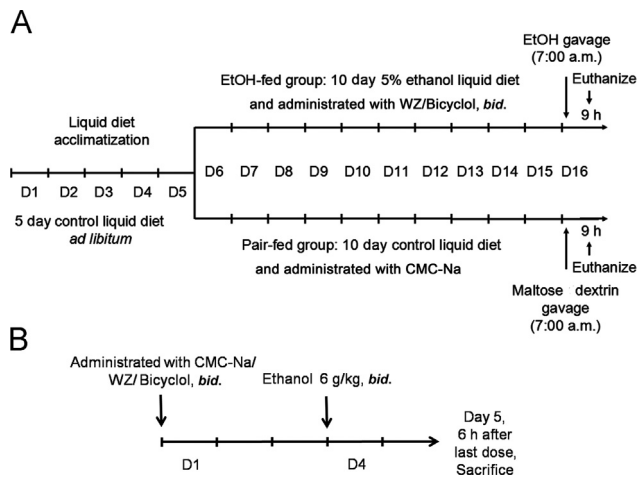 A
EtOH gavage
(7:00 a.m.)
Euthanize
9 h
EtOH-fed group: 10 day 5% ethanol liquid diet
and administrated with WZ/Bicyclol, bid.
Liquid diet
acclimatization
D1 D2 D3 D4 D5
D6 D7 D8 D9 D10 D11 D12 D13 D14 D15 D16
5 day control liquid diet
ad libitum
Pair-fed group: 10 day control liquid diet
and administrated with CMC-Na
9 h
Euthanize
Maltose dextrin
gavage
(7:00 a.m.)
B
Administrated with CMC-Na/
WZ/Bicyclol, bid.
Ethanol 6 g/kg, bid.
D1 D4
Day 5,
6 h after
last dose,
Sacrifice